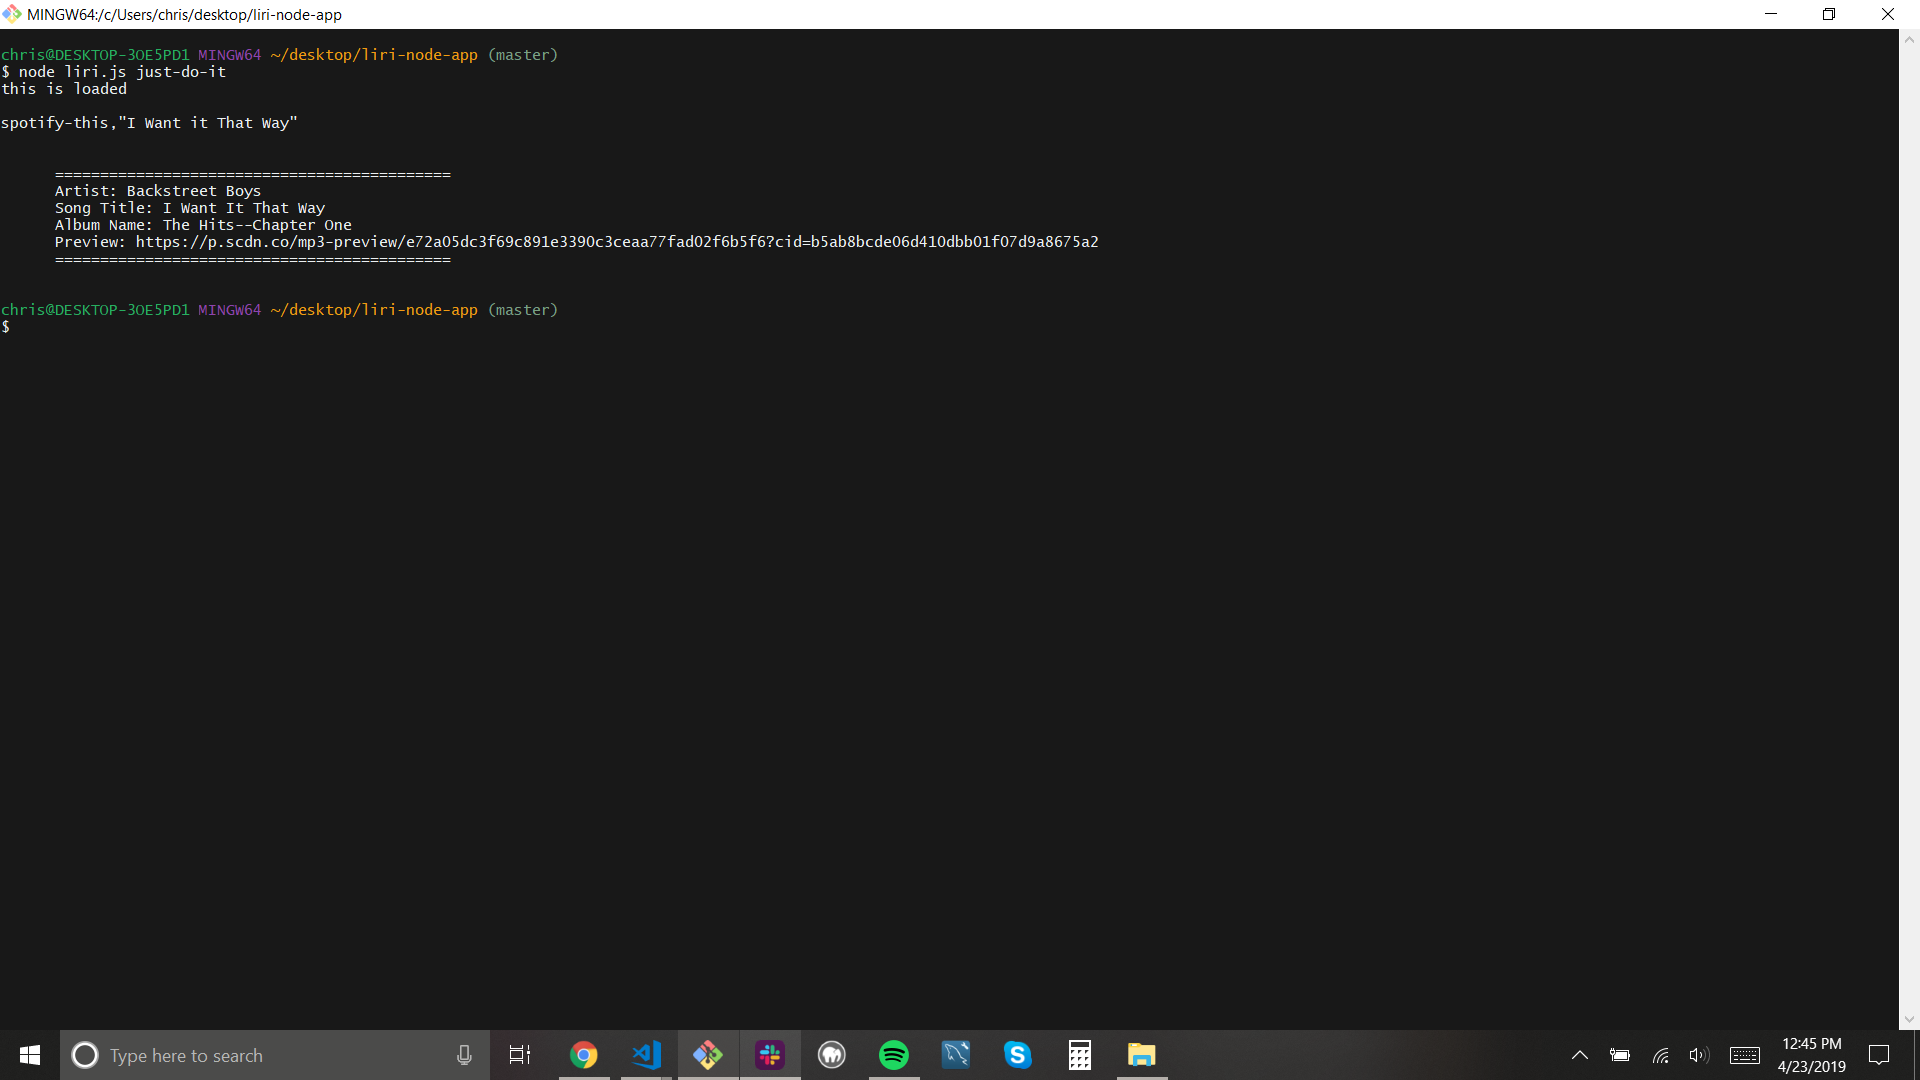 MINGW64:/c/Users/chris/desktop/liri-node-app
chris@DESKTOP-3OE5PD1 MINGW64 ~/desktop/liri-node-app (master)
$ node liri.js just-do-it
this is loaded
spotify-this,"I Want it That Way"
============================================
Artist: Backstreet Boys
Song Title: I Want It That Way
Album Name: The Hits--Chapter One
Preview: https://p.scdn.co/mp3-preview/e72a05dc3f69c891e3390c3ceaa77fad02f6b5f6?cid=b5ab8bcde06d410dbb01f07d9a8675a2
============================================
chris@DESKTOP-3OE5PD1 MINGW64 ~/desktop/liri-node-app (master)
$
Type here to search
12:45 PM
4/23/2019